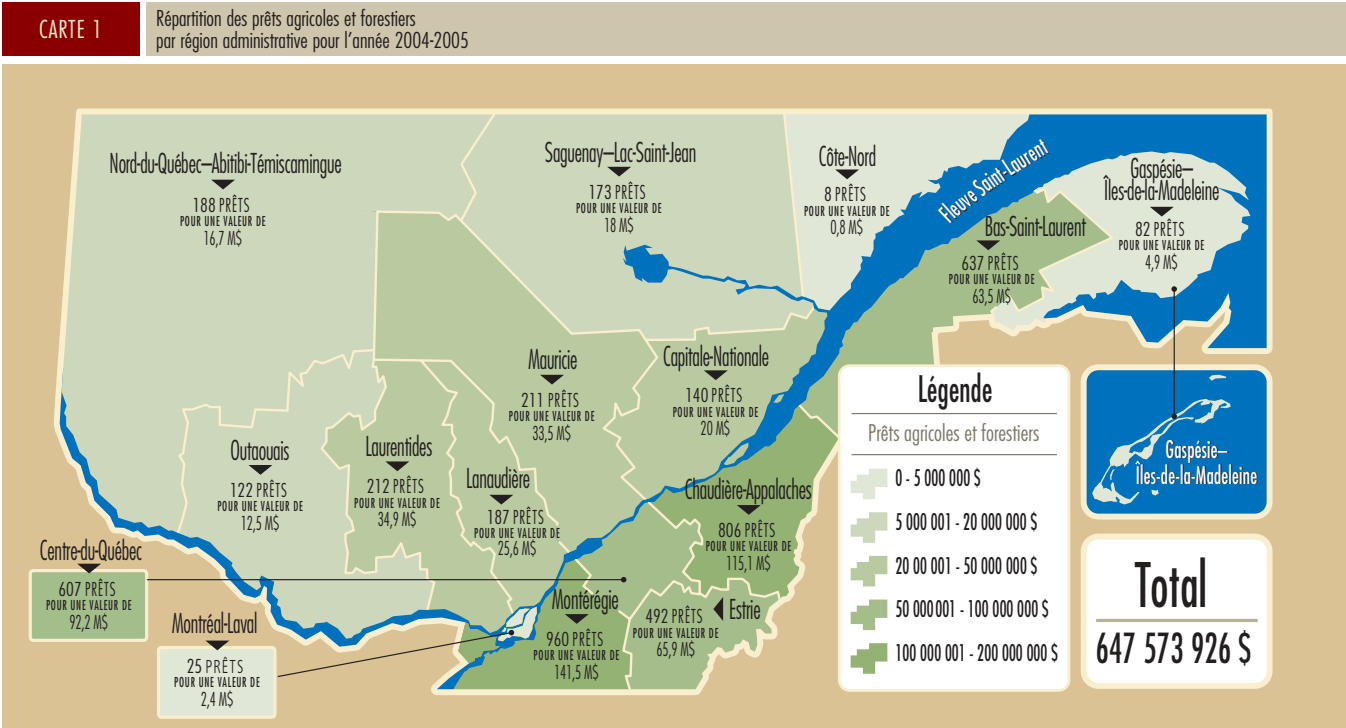 CARTE 1
Répartition des prêts agricoles et forestiers
par région administrative pour l'année 2004-2005
Nord-du-Québec–Abitibi-Témiscamingue
188 PRÊTS
POUR UNE VALEUR DE
16,7 M$
Saguenay–Lac-Saint-Jean
173 PRÊTS
POUR UNE VALEUR DE
18 M$
Côte-Nord
8 PRÊTS
POUR UNE VALEUR DE
0,8 M$
Fleuve Saint-Laurent
Gaspésie–
Îles-de-la-Madeleine
82 PRÊTS
POUR UNE VALEUR DE
4,9 M$
Bas-Saint-Laurent
637 PRÊTS
POUR UNE VALEUR DE
63,5 M$
Mauricie
211 PRÊTS
POUR UNE VALEUR DE
33,5 M$
Capitale-Nationale
140 PRÊTS
POUR UNE VALEUR DE
20 M$
Outaouais
122 PRÊTS
POUR UNE VALEUR DE
12,5 M$
Laurentides
212 PRÊTS
POUR UNE VALEUR DE
34,9 M$
Lanaudière
187 PRÊTS
POUR UNE VALEUR DE
25,6 M$
Chaudière-Appalaches
806 PRÊTS
POUR UNE VALEUR DE
115,1 M$
Centre-du-Québec
607 PRÊTS
POUR UNE VALEUR DE
92,2 M$
Montréal-Laval
25 PRÊTS
POUR UNE VALEUR DE
2,4 M$
Montérégie
960 PRÊTS
POUR UNE VALEUR DE
141,5 M$
Estrie
492 PRÊTS
POUR UNE VALEUR DE
65,9 M$
Légende
Prêts agricoles et forestiers
0 - 5 000 000 $
5 000 001 - 20 000 000 $
20 00 001 - 50 000 000 $
50 000 001 - 100 000 000 $
100 000 001 - 200 000 000 $
Gaspésie–
Îles-de-la-Madeleine
Total
647 573 926 $